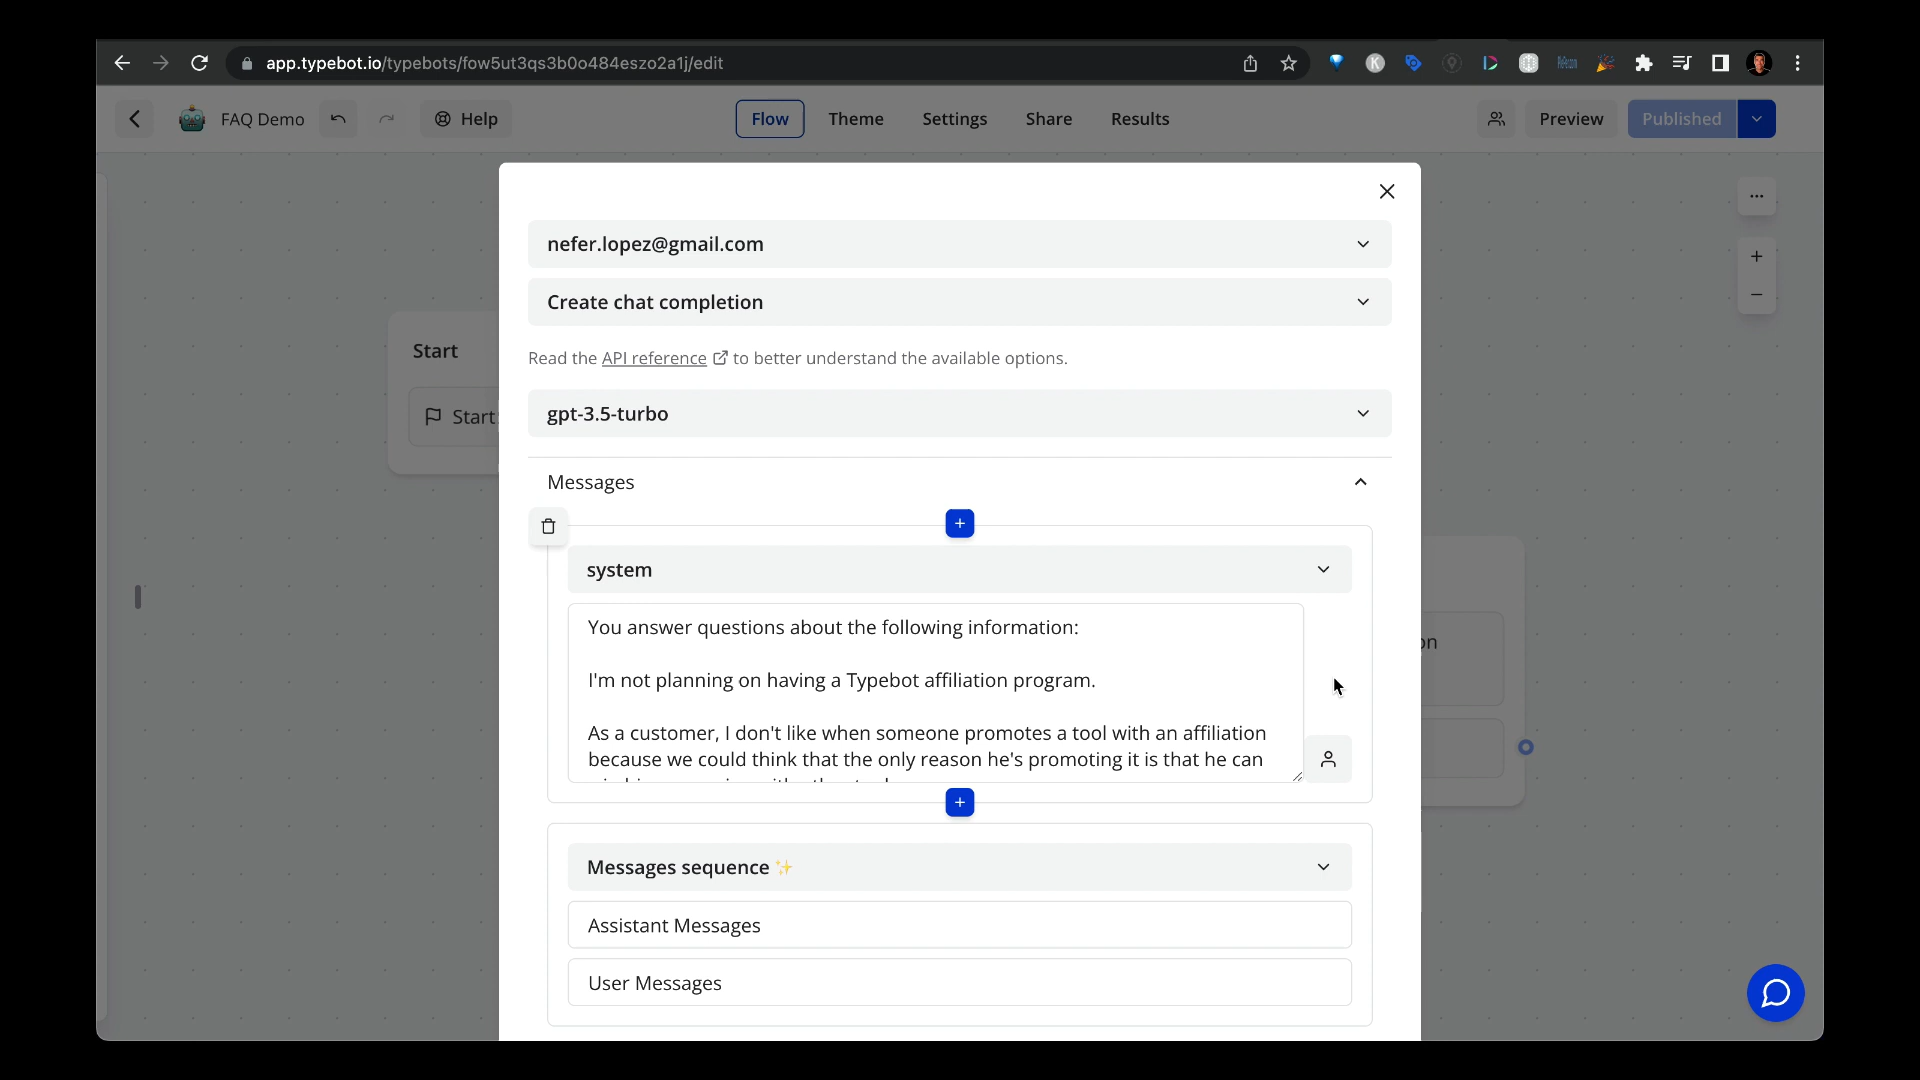 app.typebot.io/typebots/fow5ut3qs3b0o484eszo2a1j/edit
FAQ Demo
Help
Flow
Theme
Settings
Share
Results
Preview
Published
nefer.lopez@gmail.com
Create chat completion
Read the API reference to better understand the available options.
Start
Start
gpt-3.5-turbo
Messages
system
You answer questions about the following information:
I'm not planning on having a Typebot affiliation program.
As a customer, I don't like when someone promotes a tool with an affiliation
because we could think that the only reason he's promoting it is that he can
Messages sequence ✨
Assistant Messages
User Messages